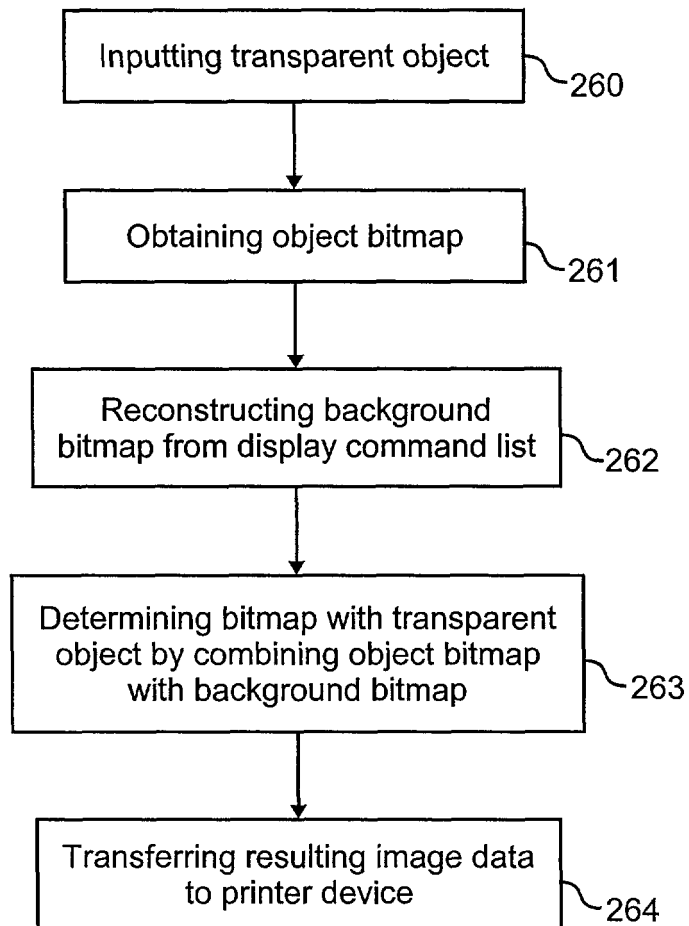 Inputting transparent object
260
Obtaining object bitmap
261
Reconstructing background
bitmap from display command list
262
Determining bitmap with transparent
object by combining object bitmap
with background bitmap
263
Transferring resulting image data
to printer device
264